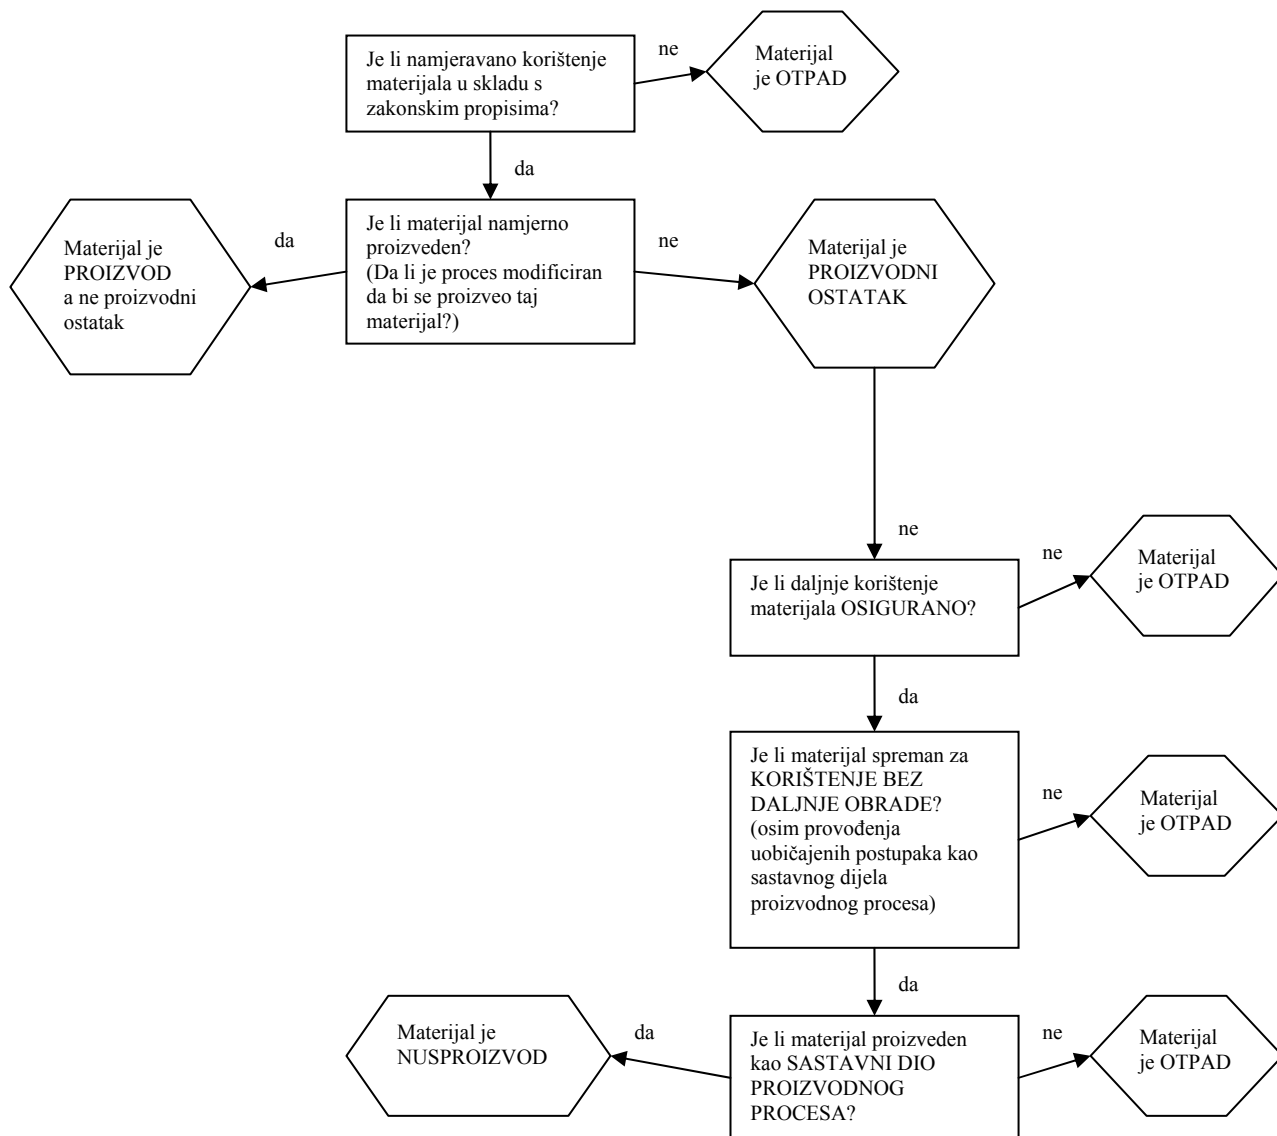 Je li namjeravano korištenje
materijala u skladu s
zakonskim propisima?
ne
Materijal
je OTPAD
da
Materijal je
PROIZVOD
a ne proizvodni
ostatak
da
Je li materijal namjerno
proizveden?
(Da li je proces modificiran
da bi se proizveo taj
materijal?)
ne
Materijal je
PROIZVODNI
OSTATAK
ne
Je li daljnje korištenje
materijala OSIGURANO?
ne
Materijal
je OTPAD
da
Je li materijal spreman za
KORIŠTENJE BEZ
DALJNJE OBRADE?
(osim provođenja
uobičajenih postupaka kao
sastavnog dijela
proizvodnog procesa)
ne
Materijal
je OTPAD
da
Materijal je
NUSPROIZVOD
da
Je li materijal proizveden
kao SASTAVNI DIO
PROIZVODNOG
PROCESA?
ne
Materijal
je OTPAD